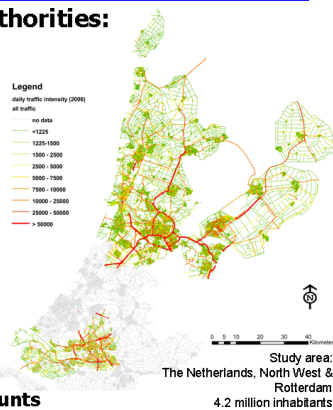 thorities:
Legend
daily traffic intensity (2006)
all traffic
no data
<1225
1225-1500
1500 - 2500
2500 - 5000
5000 - 7500
7500 - 10000
10000 - 25000
25000 - 50000
> 50000
N
0 5 10 20 30 40
Kilometer
Study area:
The Netherlands, North West &
Rotterdam
4.2 million inhabitants
unts